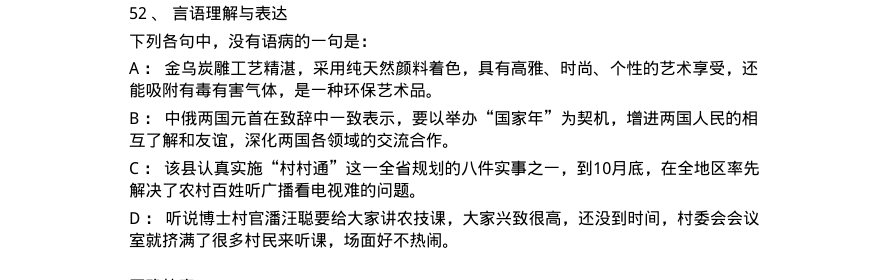 52 、 言语理解与表达
下列各句中，没有语病的一句是：
A ： 金乌炭雕工艺精湛，采用纯天然颜料着色，具有高雅、时尚、个性的艺术享受，还
能吸附有毒有害气体，是一种环保艺术品。
B ： 中俄两国元首在致辞中一致表示，要以举办“国家年”为契机，增进两国人民的相
互了解和友谊，深化两国各领域的交流合作。
C ： 该县认真实施“村村通”这一全省规划的八件实事之一，到10月底，在全地区率先
解决了农村百姓听广播看电视难的问题。
D ： 听说博士村官潘汪聪要给大家讲农技课，大家兴致很高，还没到时间，村委会会议
室就挤满了很多村民来听课，场面好不热闹。